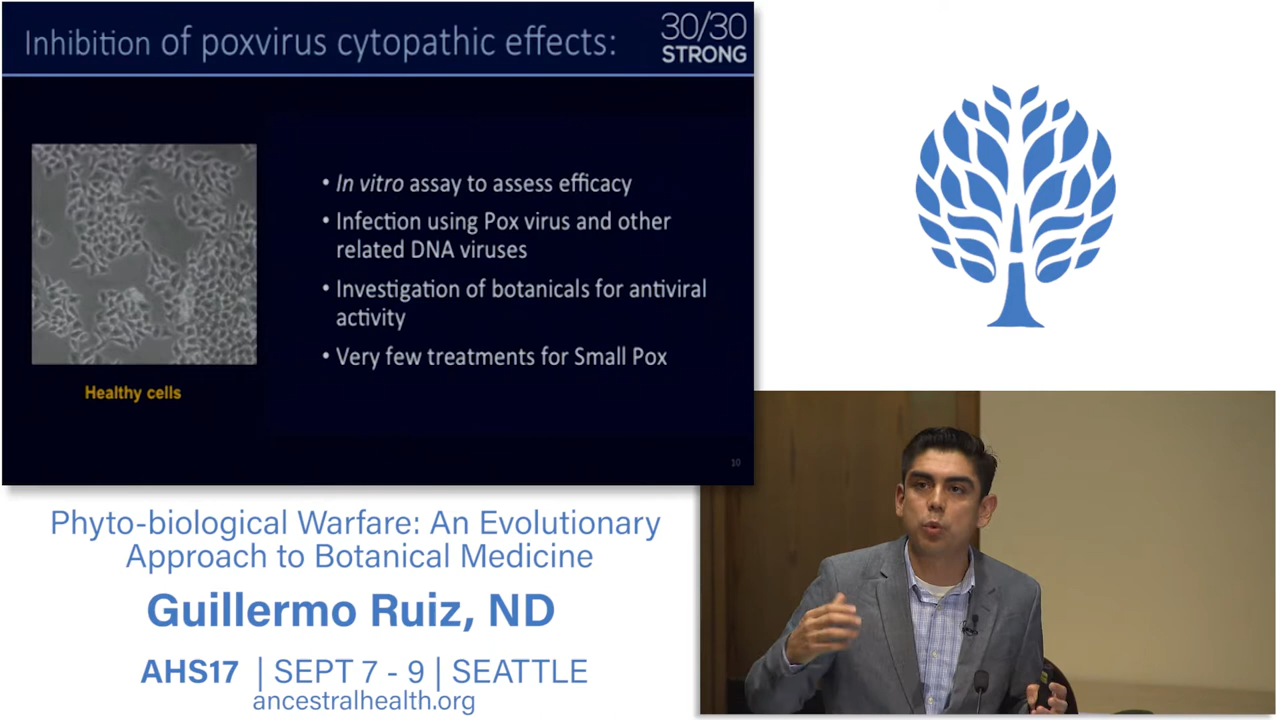 Inhibition of poxvirus cytopathic effects:
30/30
STRONG
• In vitro assay to assess efficacy
• Infection using Pox virus and other
related DNA viruses
• Investigation of botanicals for antiviral
activity
• Very few treatments for Small Pox
Healthy cells
10
Phyto-biological Warfare: An Evolutionary
Approach to Botanical Medicine
Guillermo Ruiz, ND
AHS17 | SEPT 7 - 9 | SEATTLE
ancestralhealth.org